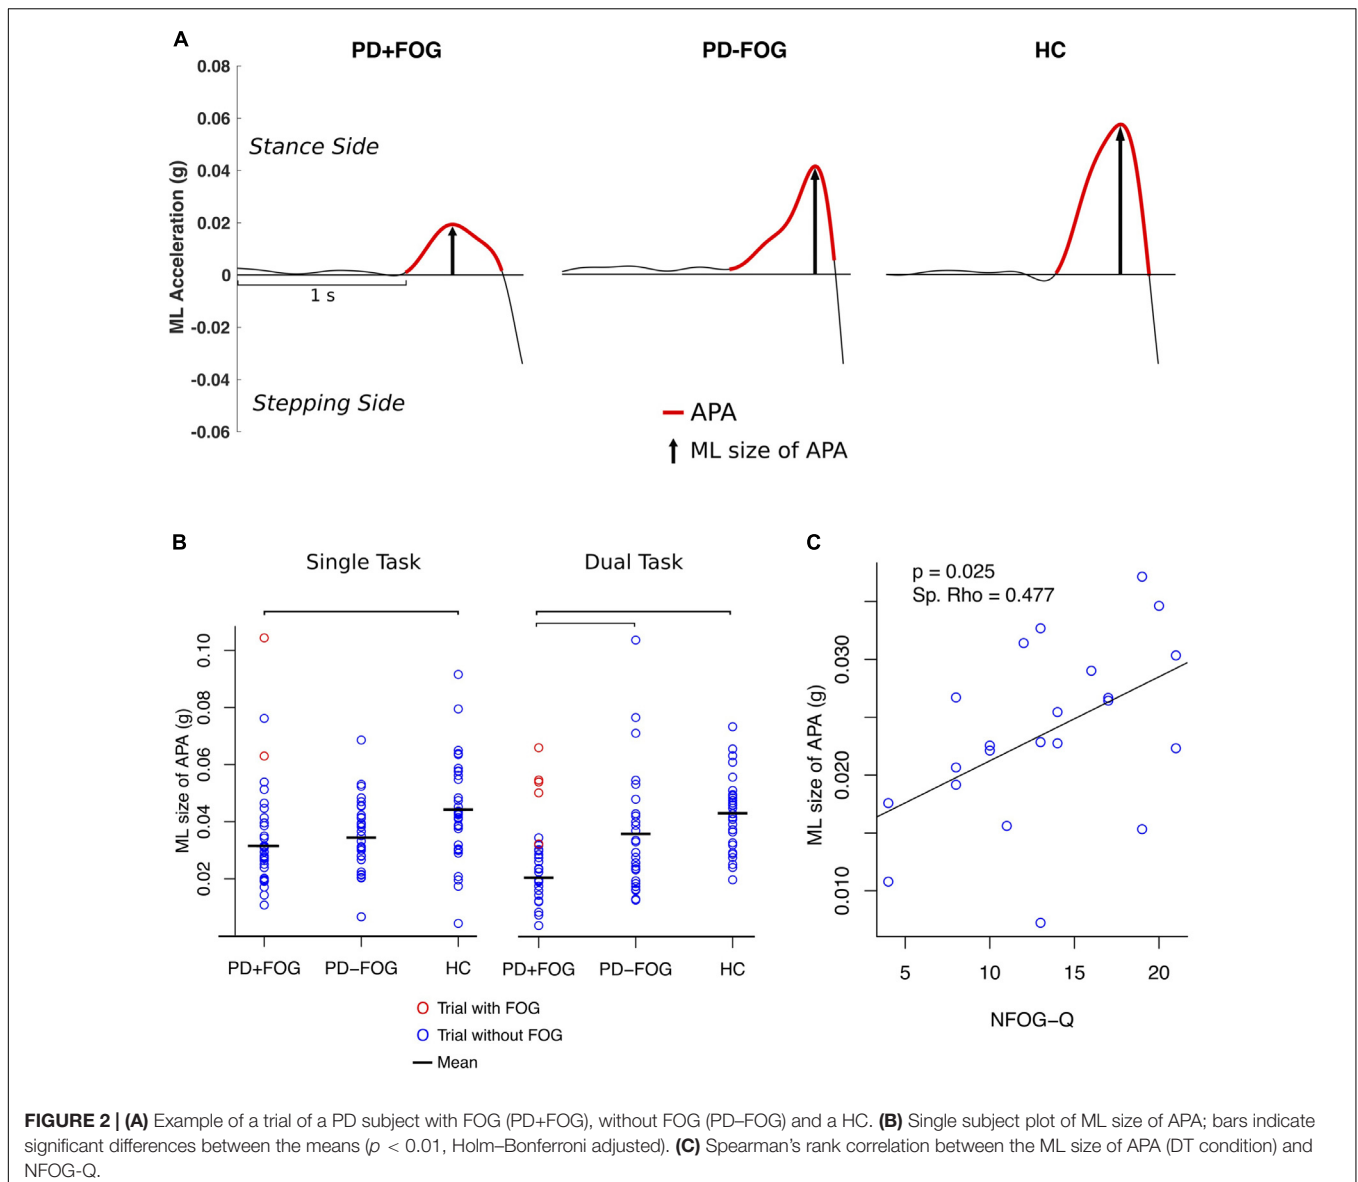 A
PD+FOG PD-FOG HC
0.08
0.06
0.04
0.02
0
-0.02
-0.04
-0.06
ML Acceleration (g)
Stance Side
1 s
Stepping Side
APA
ML size of APA
B
Single Task Dual Task
ML size of APA (g)
0.10
0.08
0.06
0.04
0.02
PD+FOG PD−FOG HC PD+FOG PD−FOG HC
Trial with FOG
Trial without FOG
Mean
C
p = 0.025
Sp. Rho = 0.477
ML size of APA (g)
0.030
0.020
0.010
5 10 15 20
NFOG−Q
FIGURE 2 | (A) Example of a trial of a PD subject with FOG (PD+FOG), without FOG (PD–FOG) and a HC. (B) Single subject plot of ML size of APA; bars indicate
significant differences between the means (p < 0.01, Holm–Bonferroni adjusted). (C) Spearman's rank correlation between the ML size of APA (DT condition) and
NFOG-Q.